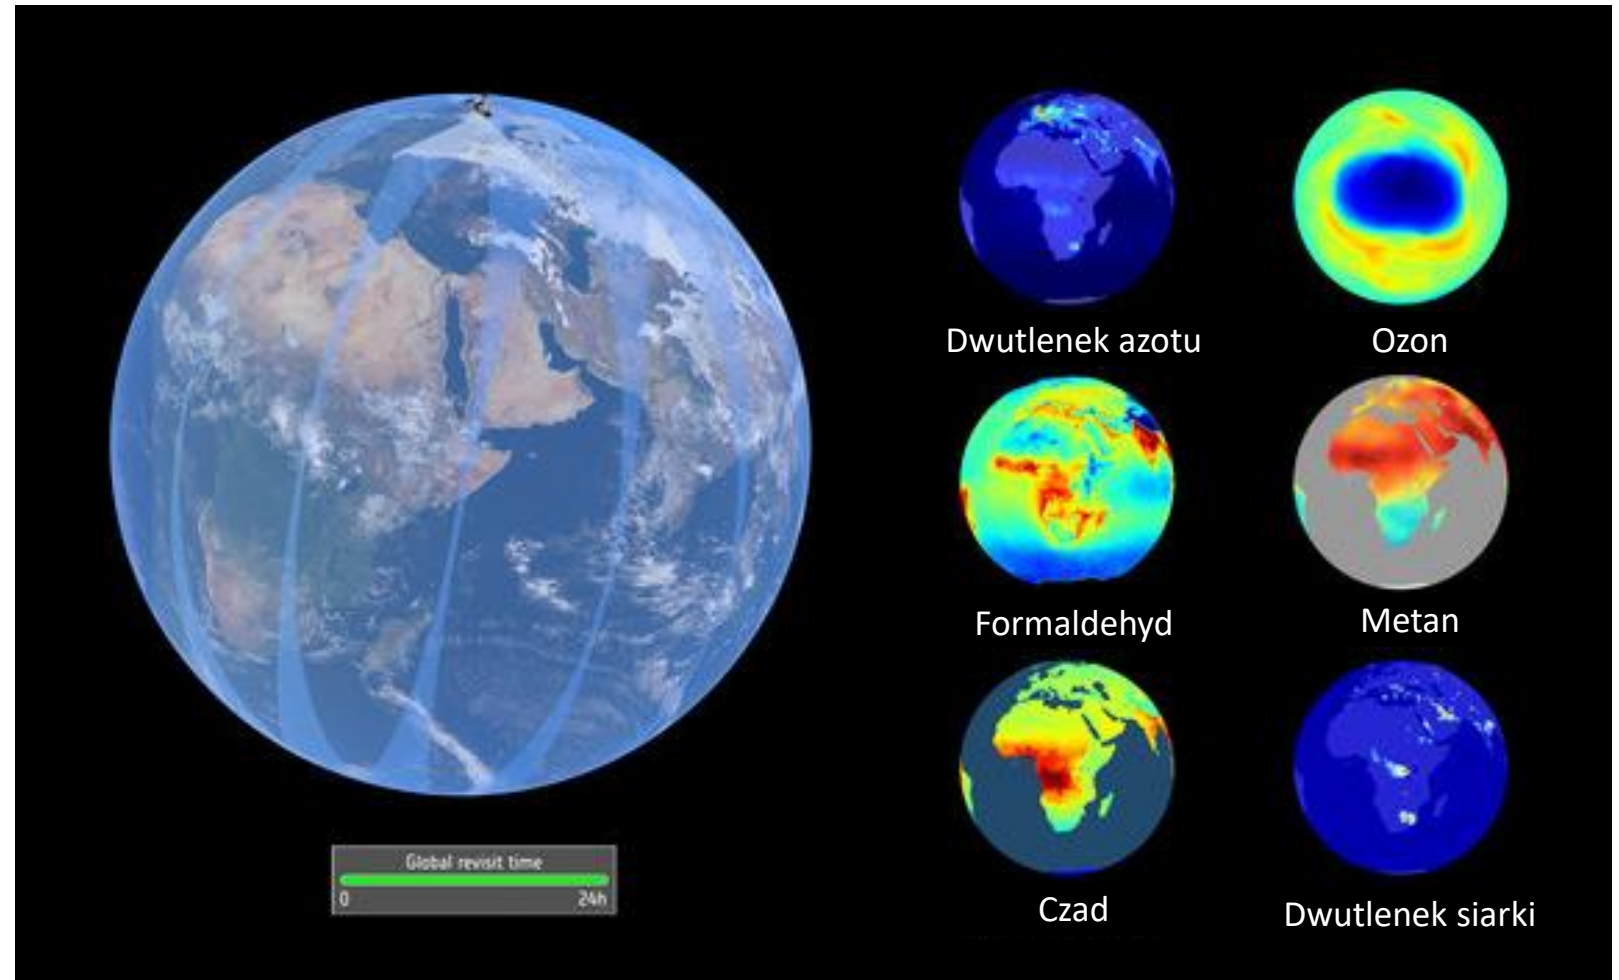 Dwutlenek azotu
Ozon
Formaldehyd
Metan
Czad
Dwutlenek siarki
Global revisit time
0
24h